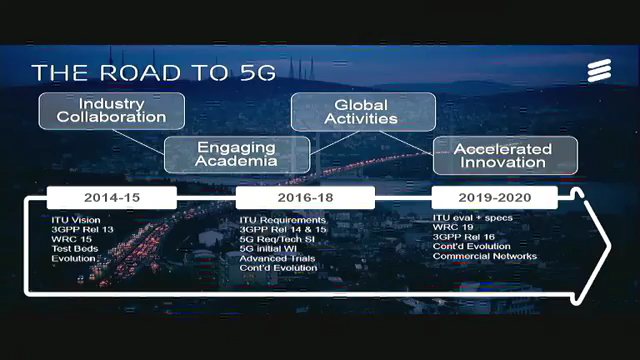 THE ROAD TO 5G
Industry
Collaboration
Engaging
Academia
Global
Activities
Accelerated
Innovation
2014-15
ITU Vision
3GPP Rel 13
WRC 15
Test Beds
Evolution
2016-18
ITU Requirements
3GPP Rel 14 & 15
5G Req/Tech SI
5G initial WI
Advanced Trials
Cont'd Evolution
2019-2020
ITU eval + specs
WRC 19
3GPP Rel 16
Cont'd Evolution
Commercial Networks